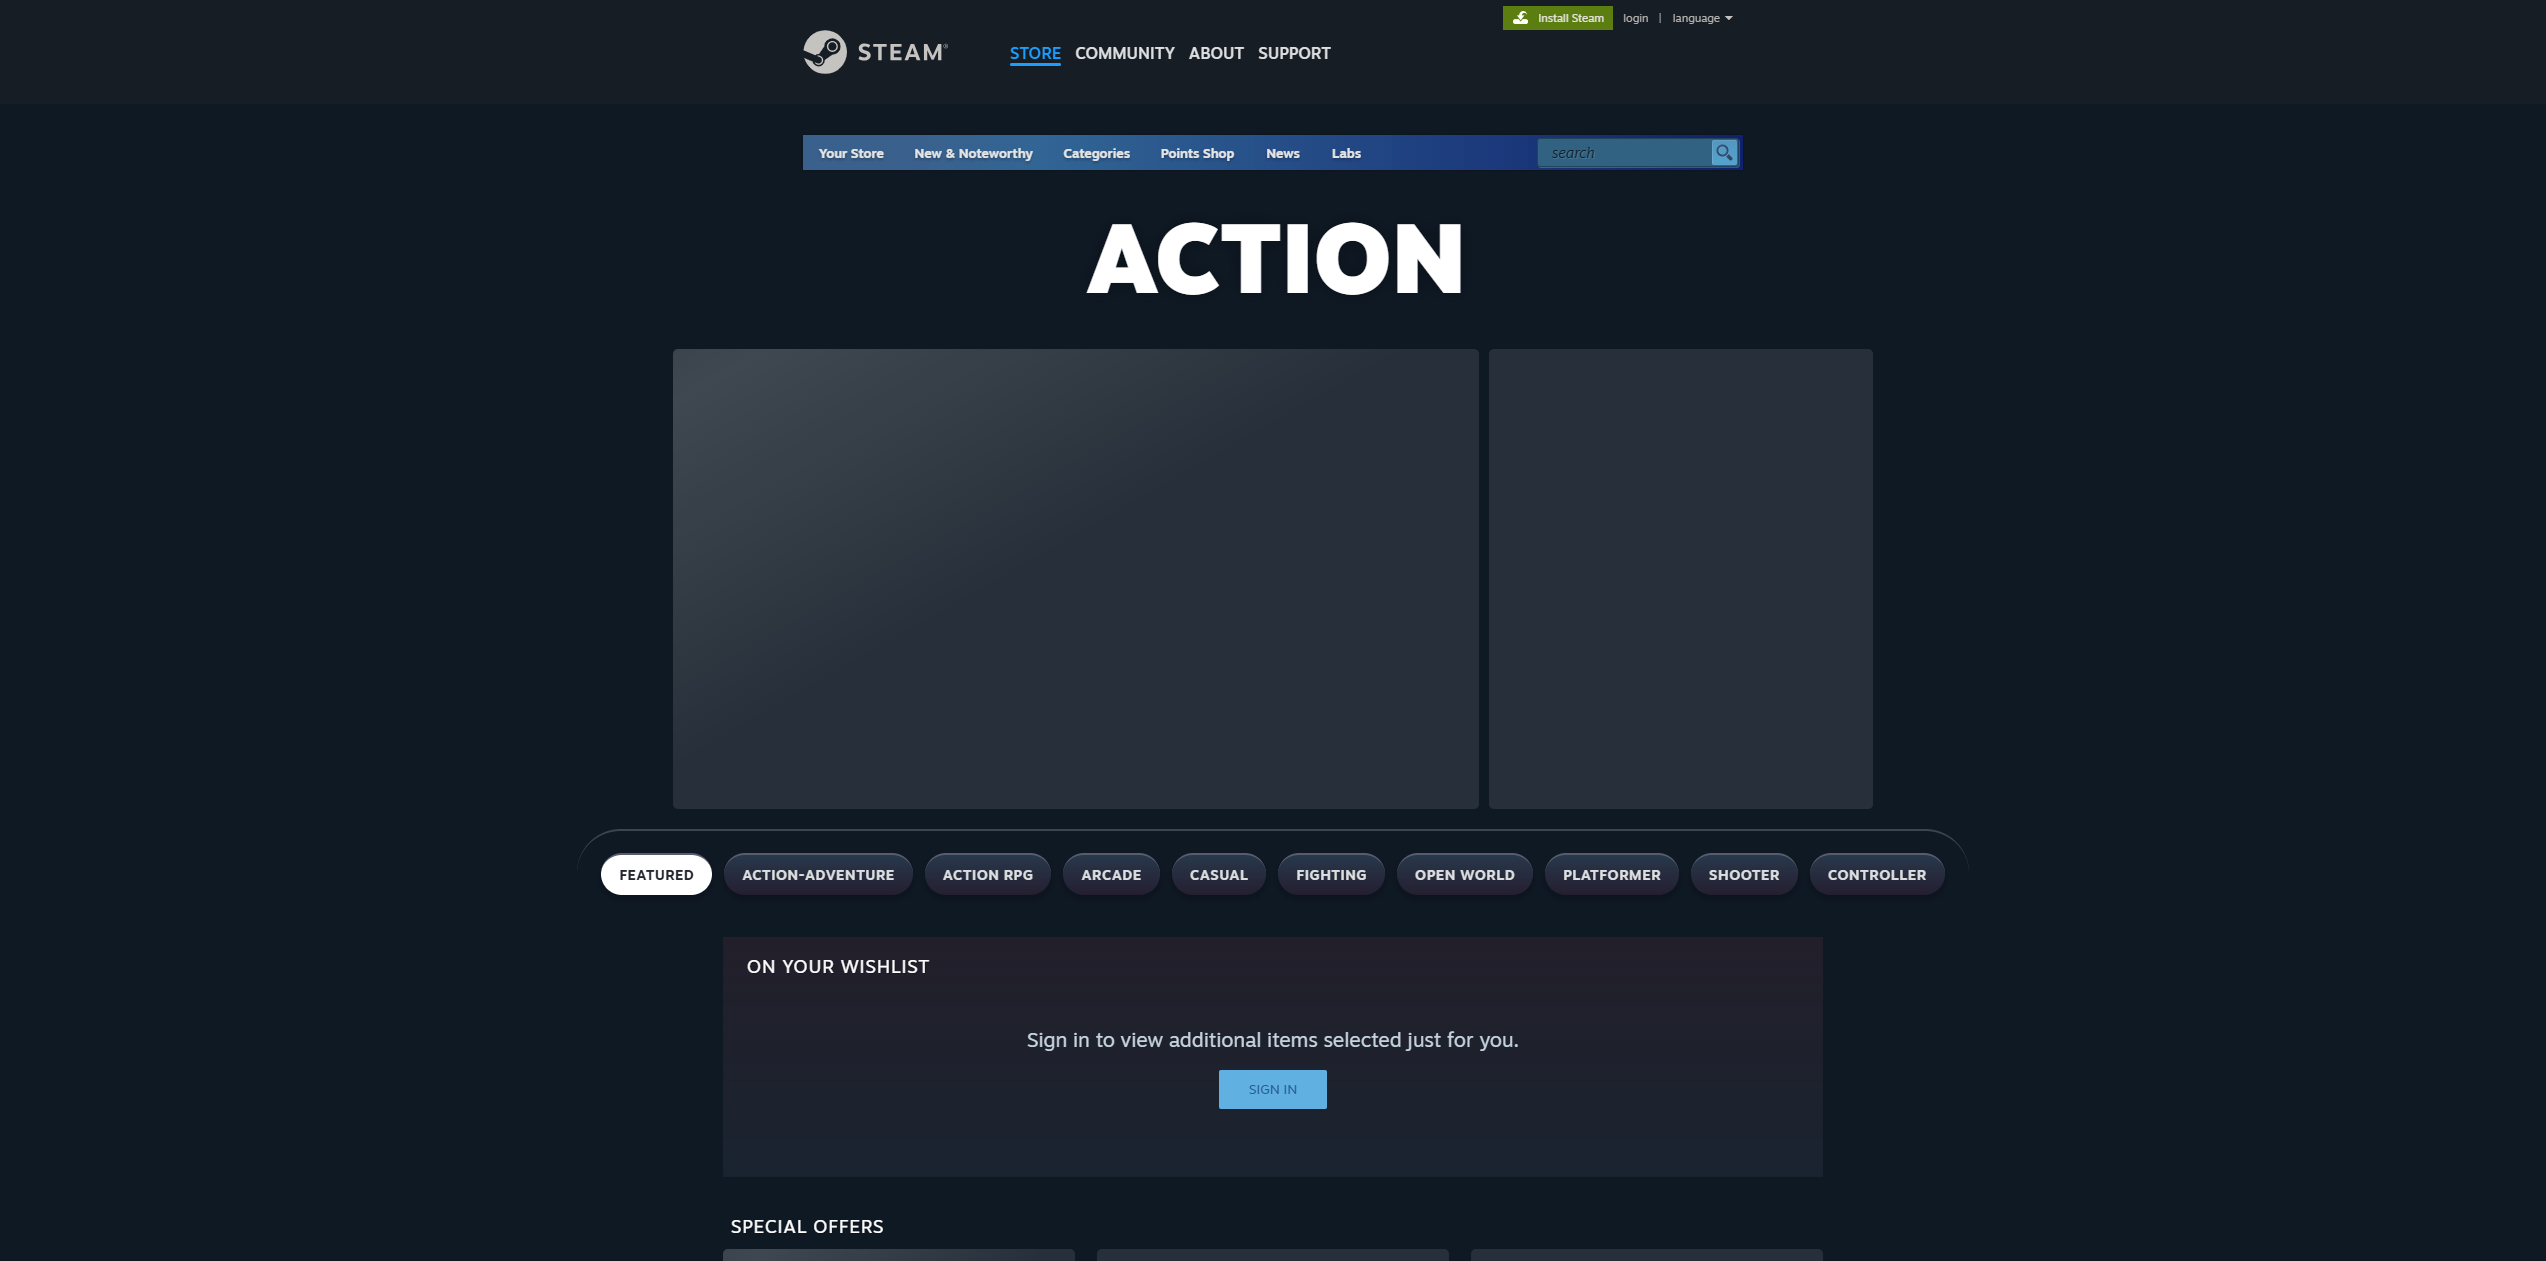 Install Steam login | language
STEAM®
STORE COMMUNITY ABOUT SUPPORT
Your Store New & Noteworthy Categories Points Shop News Labs search
ACTION
FEATURED ACTION-ADVENTURE ACTION RPG ARCADE CASUAL FIGHTING OPEN WORLD PLATFORMER SHOOTER CONTROLLER
ON YOUR WISHLIST
Sign in to view additional items selected just for you.
SIGN IN
SPECIAL OFFERS